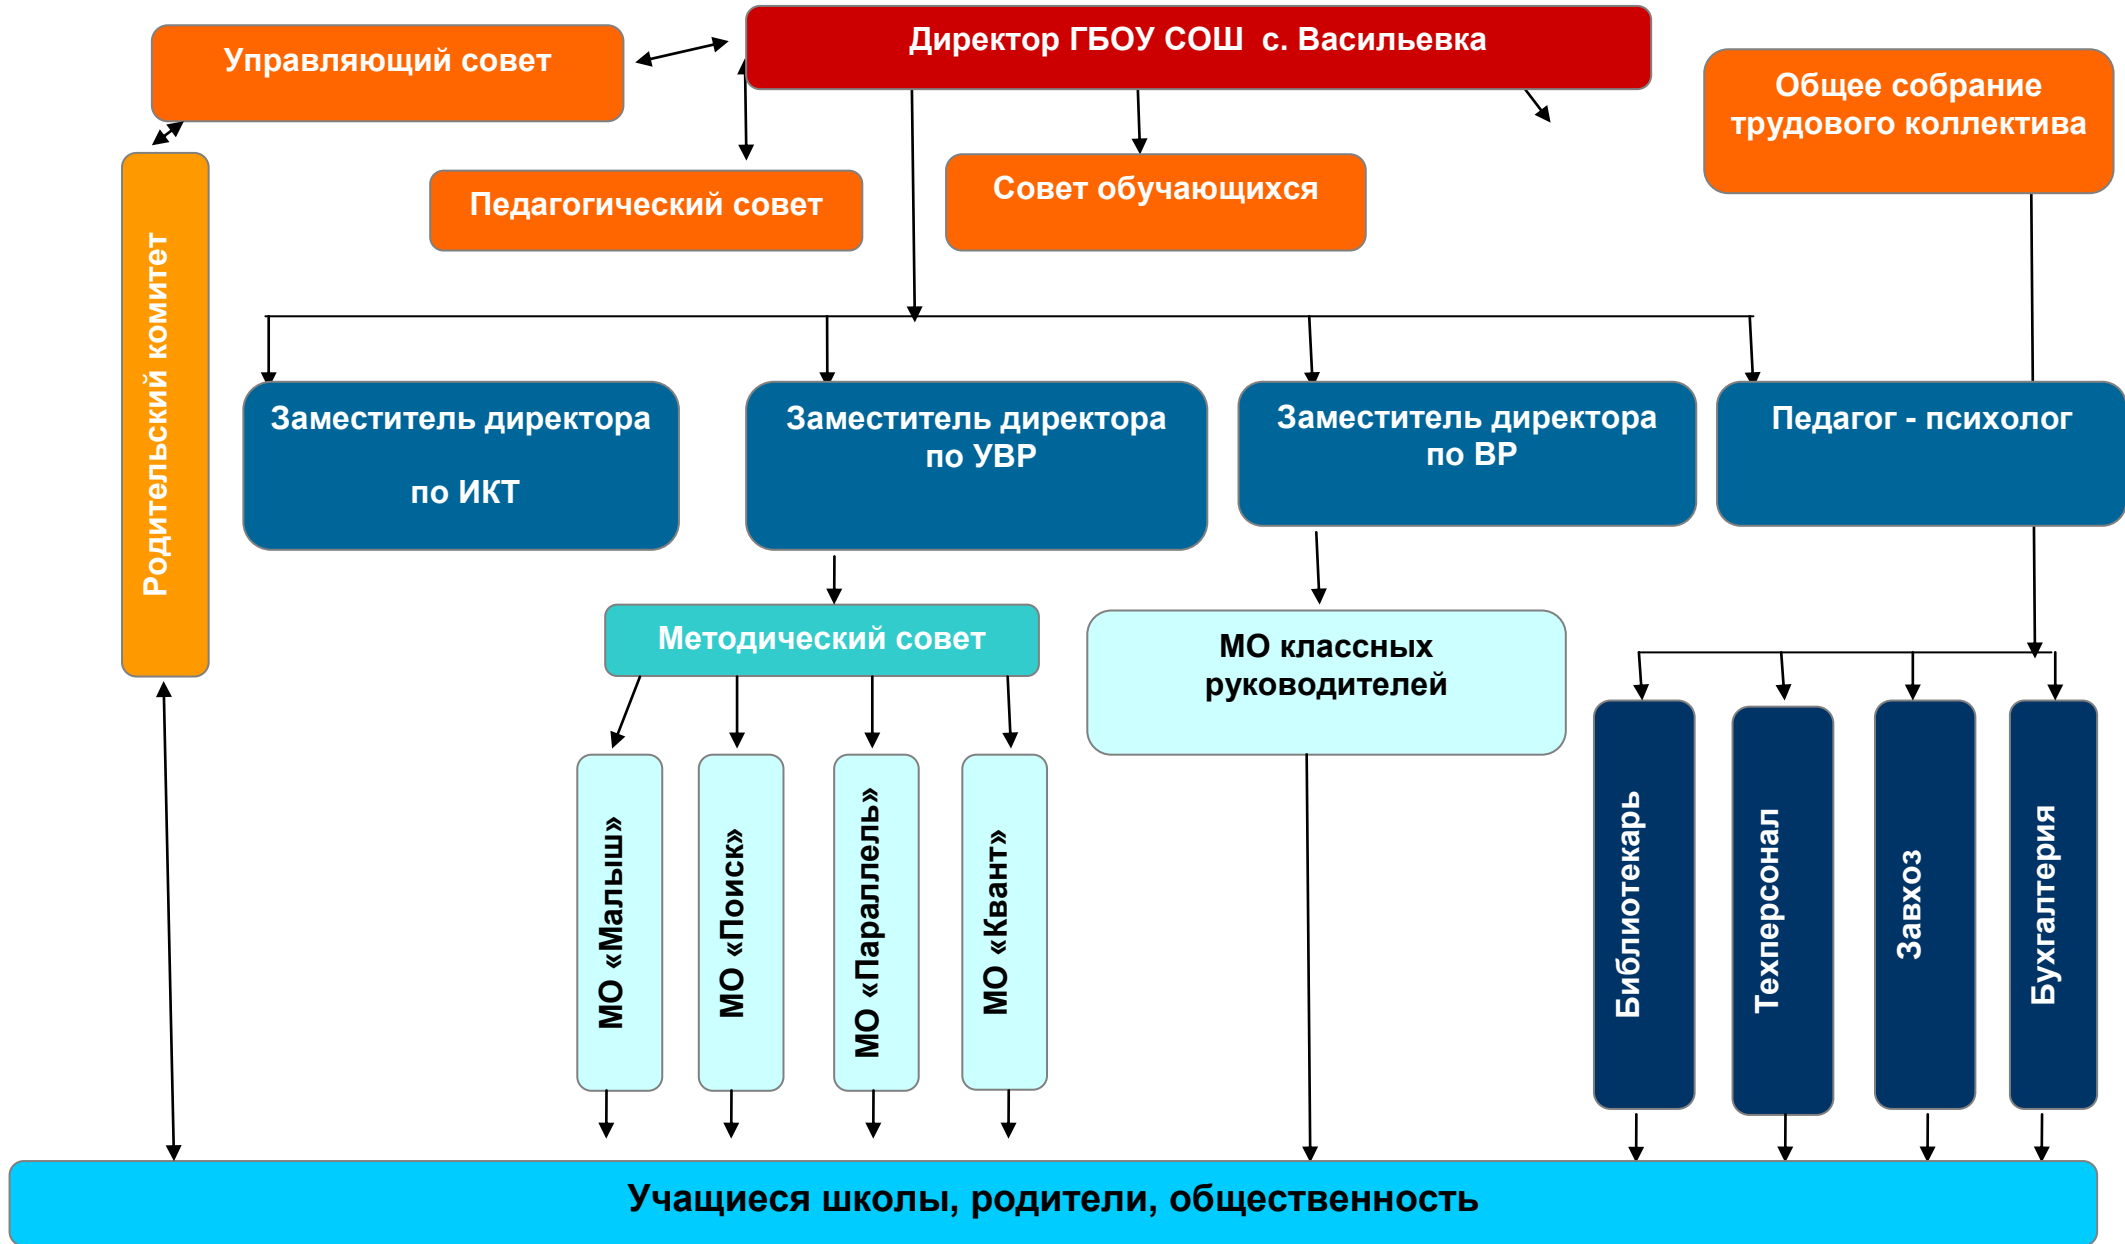 Директор ГБОУ СОШ с. Васильевка
Управляющий совет
Общее собрание
трудового коллектива
Педагогический совет
Совет обучающихся
Родительский комитет
Заместитель директора
по ИКТ
Заместитель директора
по УВР
Заместитель директора
по ВР
Педагог - психолог
Методический совет
МО классных
руководителей
МО «Малыш»
МО «Поиск»
МО «Параллель»
МО «Квант»
Библиотекарь
Техперсонал
Завхоз
Бухгалтерия
Учащиеся школы, родители, общественность